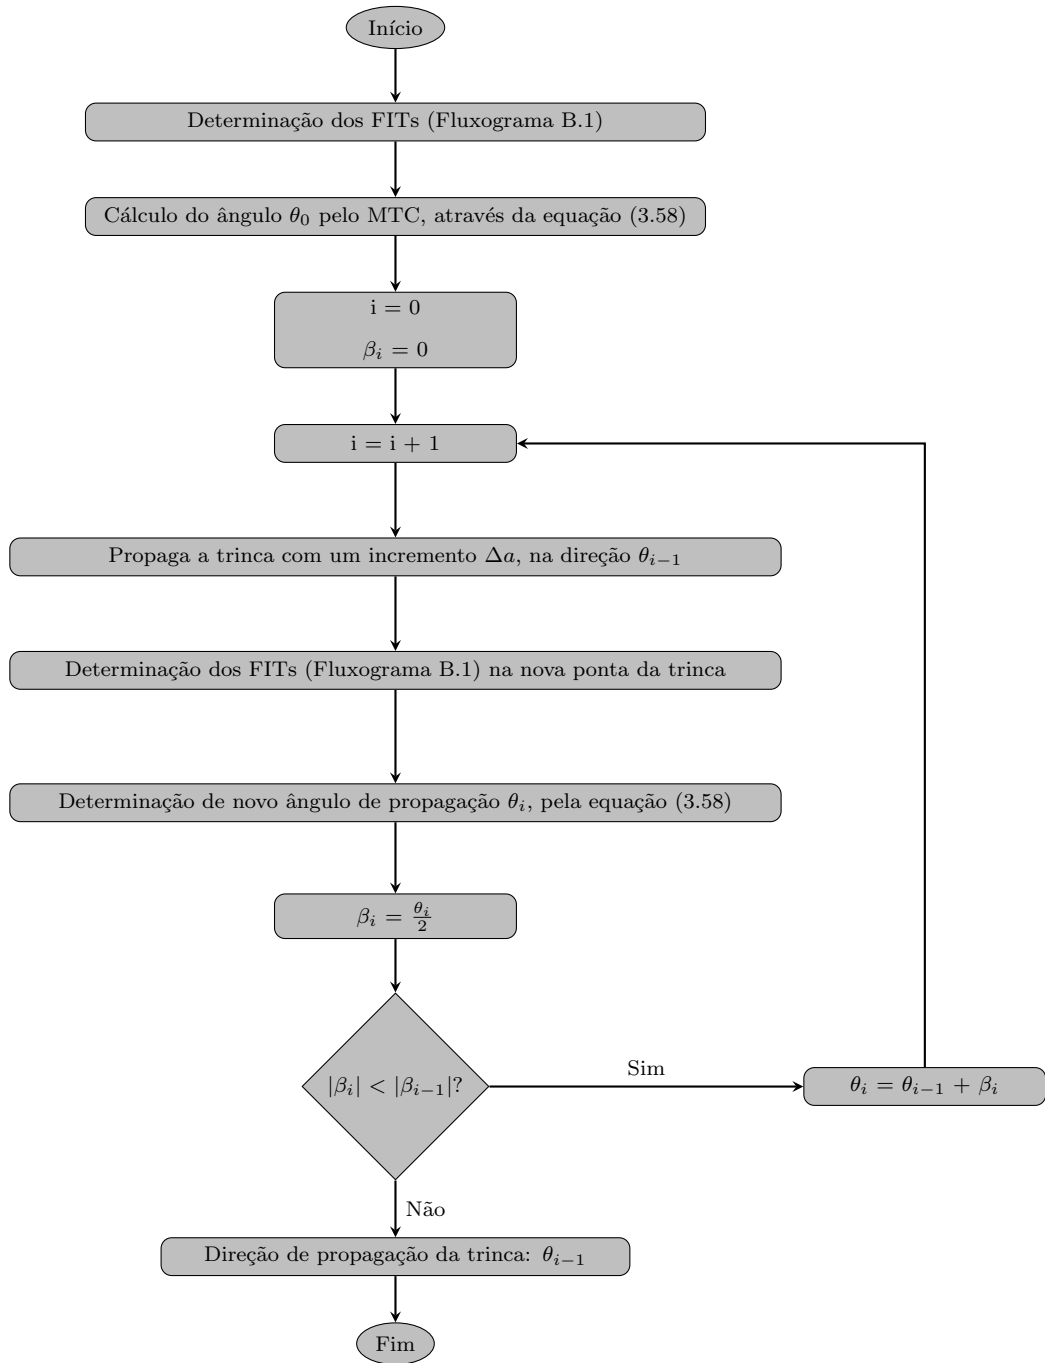 Início
Determinação dos FITs (Fluxograma B.1)
Cálculo do ângulo θ₀ pelo MTC, através da equação (3.58)
i = 0
βᵢ = 0
i = i + 1
Propaga a trinca com um incremento Δa, na direção θᵢ₋₁
Determinação dos FITs (Fluxograma B.1) na nova ponta da trinca
Determinação de novo ângulo de propagação θᵢ, pela equação (3.58)
βᵢ = θᵢ/2
|βᵢ| < |βᵢ₋₁|?
Sim
θᵢ = θᵢ₋₁ + βᵢ
Não
Direção de propagação da trinca: θᵢ₋₁
Fim